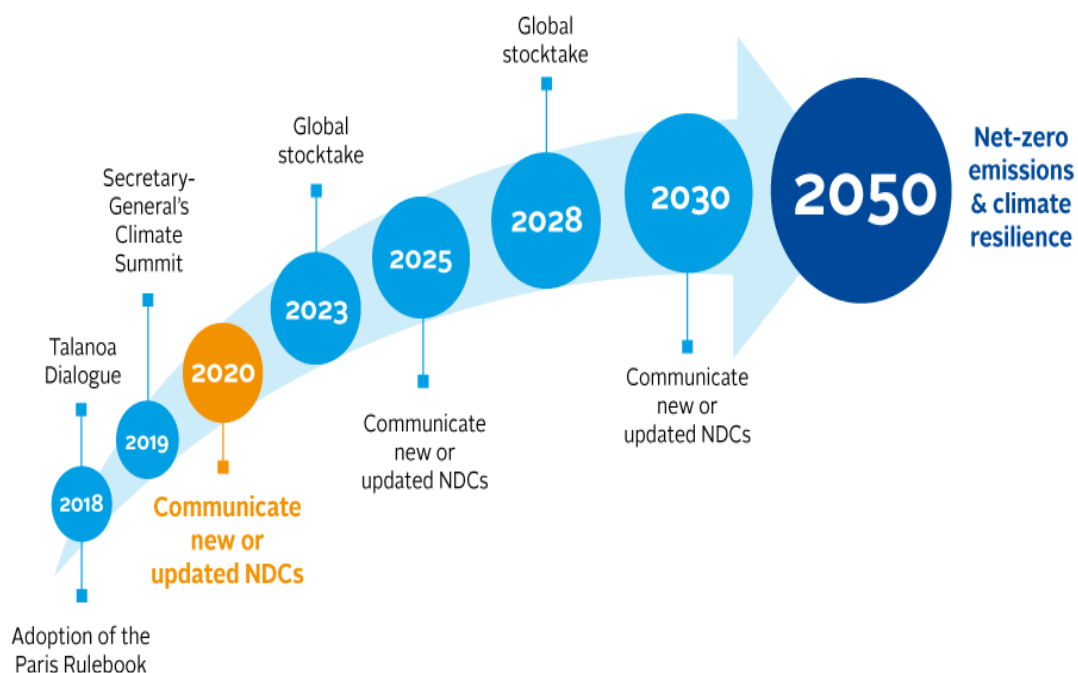 Talanoa
Dialogue
2018
Adoption of the
Paris Rulebook
Secretary-
General's
Climate
Summit
2019
2020
Communicate
new or
updated NDCs
Global
stocktake
2023
2025
Communicate
new or
updated NDCs
Global
stocktake
2028
2030
Communicate
new or
updated NDCs
2050
Net-zero
emissions
& climate
resilience